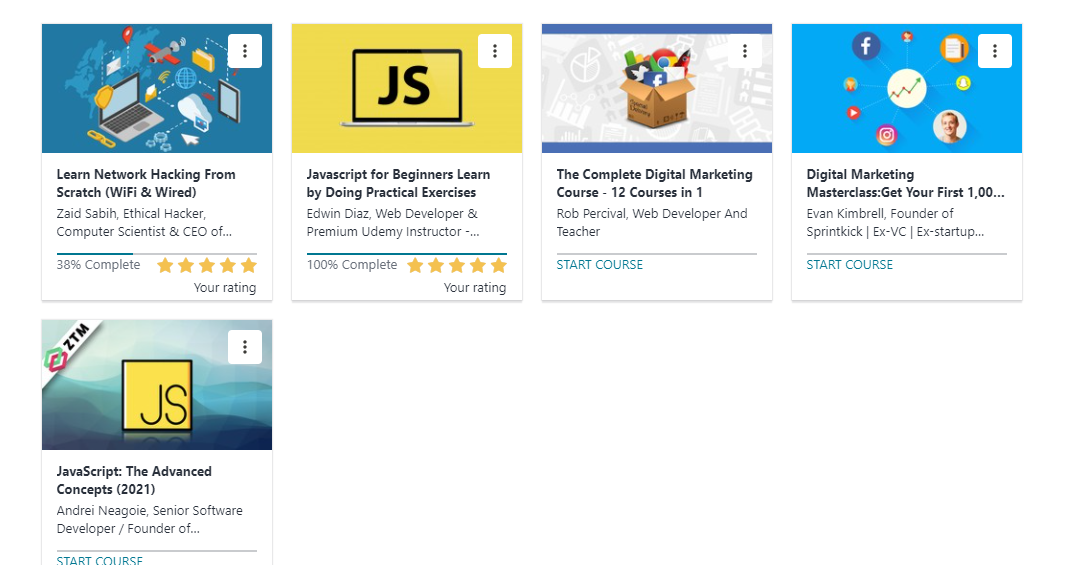 Learn Network Hacking From
Scratch (WiFi & Wired)
Zaid Sabih, Ethical Hacker,
Computer Scientist & CEO of...
38% Complete
Your rating
JS
Javascript for Beginners Learn
by Doing Practical Exercises
Edwin Diaz, Web Developer &
Premium Udemy Instructor -...
100% Complete
Your rating
The Complete Digital Marketing
Course - 12 Courses in 1
Rob Percival, Web Developer And
Teacher
START COURSE
Digital Marketing
Masterclass:Get Your First 1,00...
Evan Kimbrell, Founder of
Sprintkick | Ex-VC | Ex-startup...
START COURSE
ZTM
JS
JavaScript: The Advanced
Concepts (2021)
Andrei Neagoie, Senior Software
Developer / Founder of...
START COURSE